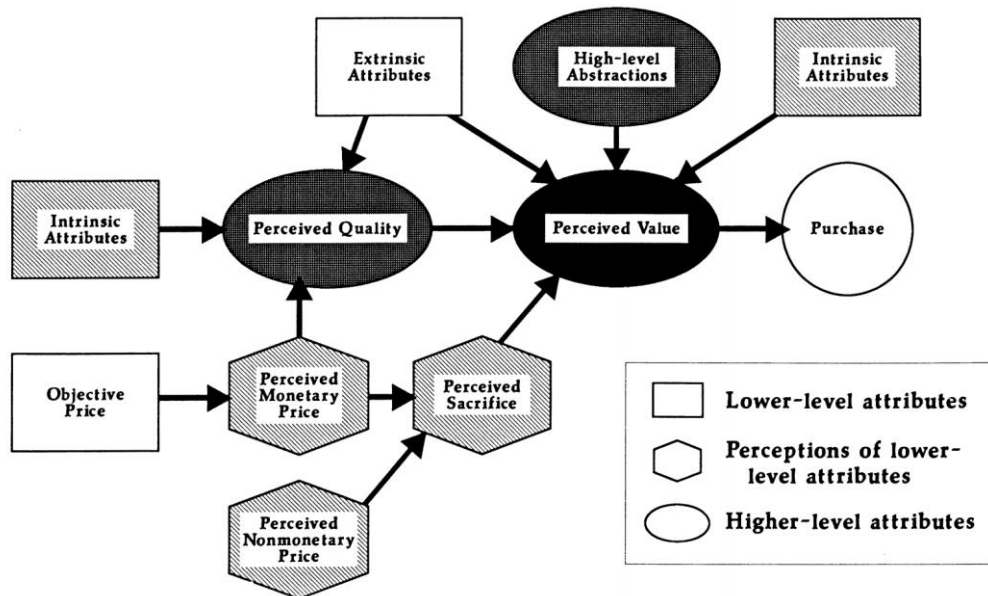 Extrinsic
Attributes
High-level
Abstractions
Intrinsic
Attributes
Intrinsic
Attributes
Perceived Quality
Perceived Value
Purchase
Objective
Price
Perceived
Monetary
Price
Perceived
Sacrifice
Perceived
Nonmonetary
Price
Lower-level attributes
Perceptions of lower-
level attributes
Higher-level attributes